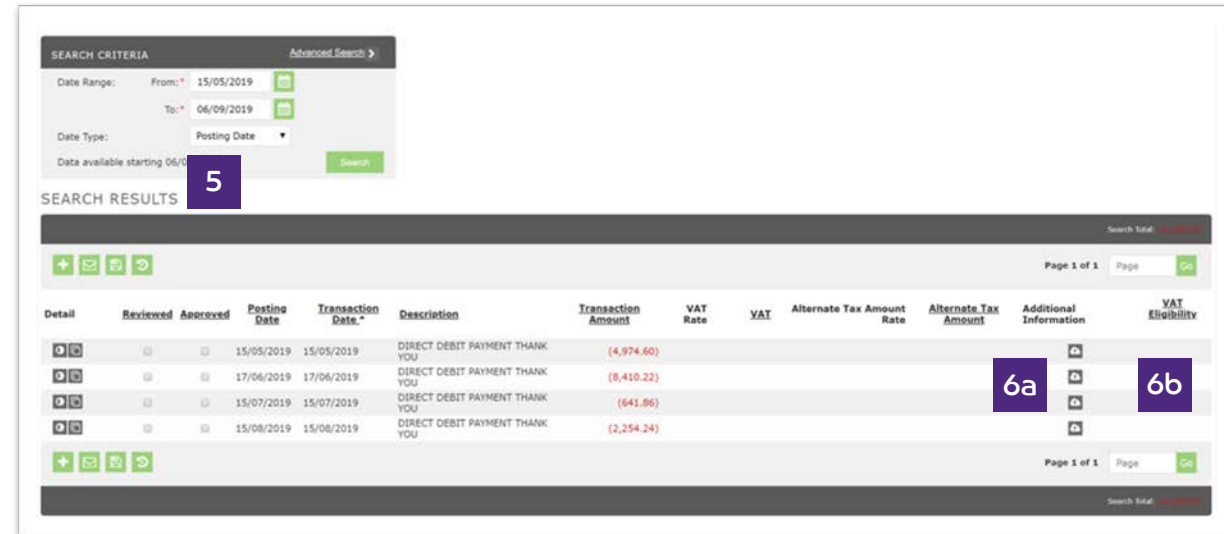 SEARCH CRITERIA Advanced Search >
Date Range: From:* 15/05/2019
To:* 06/09/2019
Date Type: Posting Date
Data available starting 06/0
Search
5
SEARCH RESULTS
Search Total:
Page 1 of 1 Page Go
Detail Reviewed Approved Posting Date Transaction Date Description Transaction Amount VAT Rate VAT Alternate Tax Amount Rate Alternate Tax Amount Additional Information VAT Eligibility
15/05/2019 15/05/2019 DIRECT DEBIT PAYMENT THANK YOU (4,974.60)
17/06/2019 17/06/2019 DIRECT DEBIT PAYMENT THANK YOU (8,410.22)
6a 6b
15/07/2019 15/07/2019 DIRECT DEBIT PAYMENT THANK YOU (641.86)
15/08/2019 15/08/2019 DIRECT DEBIT PAYMENT THANK YOU (2,254.24)
Page 1 of 1 Page Go
Search Total: